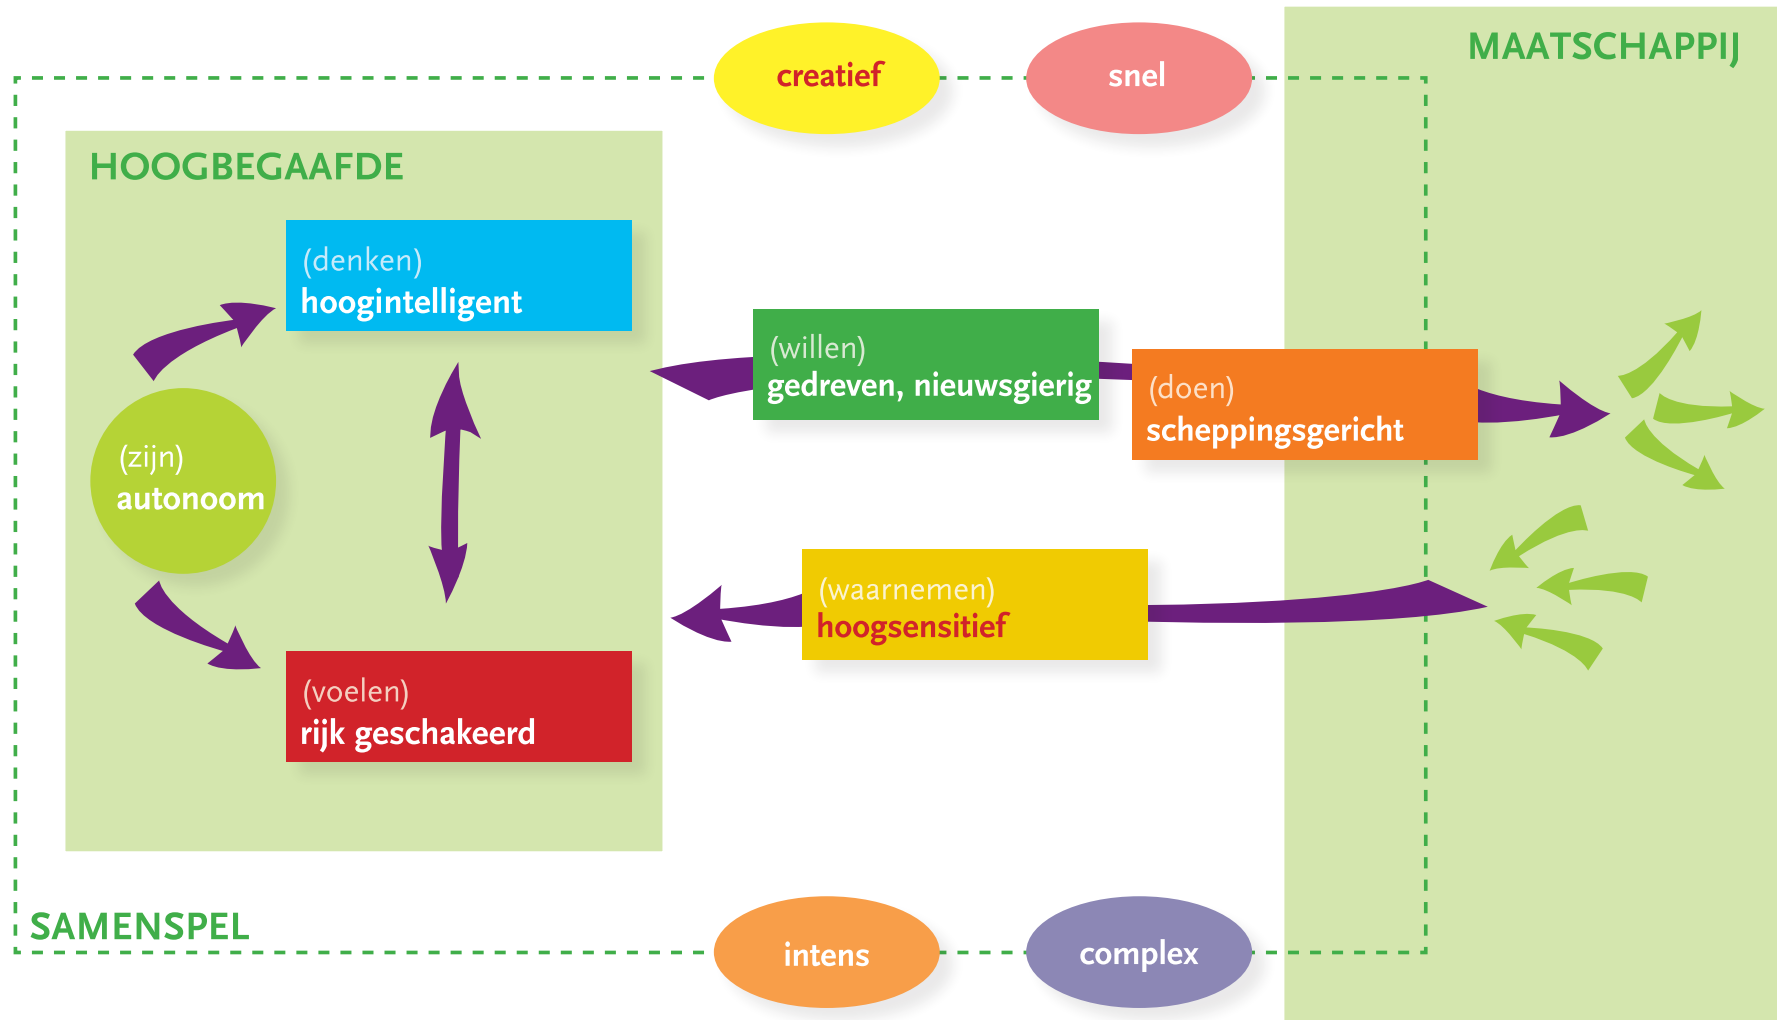 creatief
snel
MAATSCHAPPIJ
HOOGBEGAAFDE
(denken)
hoogintelligent
(willen)
gedreven, nieuwsgierig
(doen)
scheppingsgericht
(zijn)
autonoom
(waarnemen)
hoogsensitief
(voelen)
rijk geschakeerd
SAMENSPEL
intens
complex